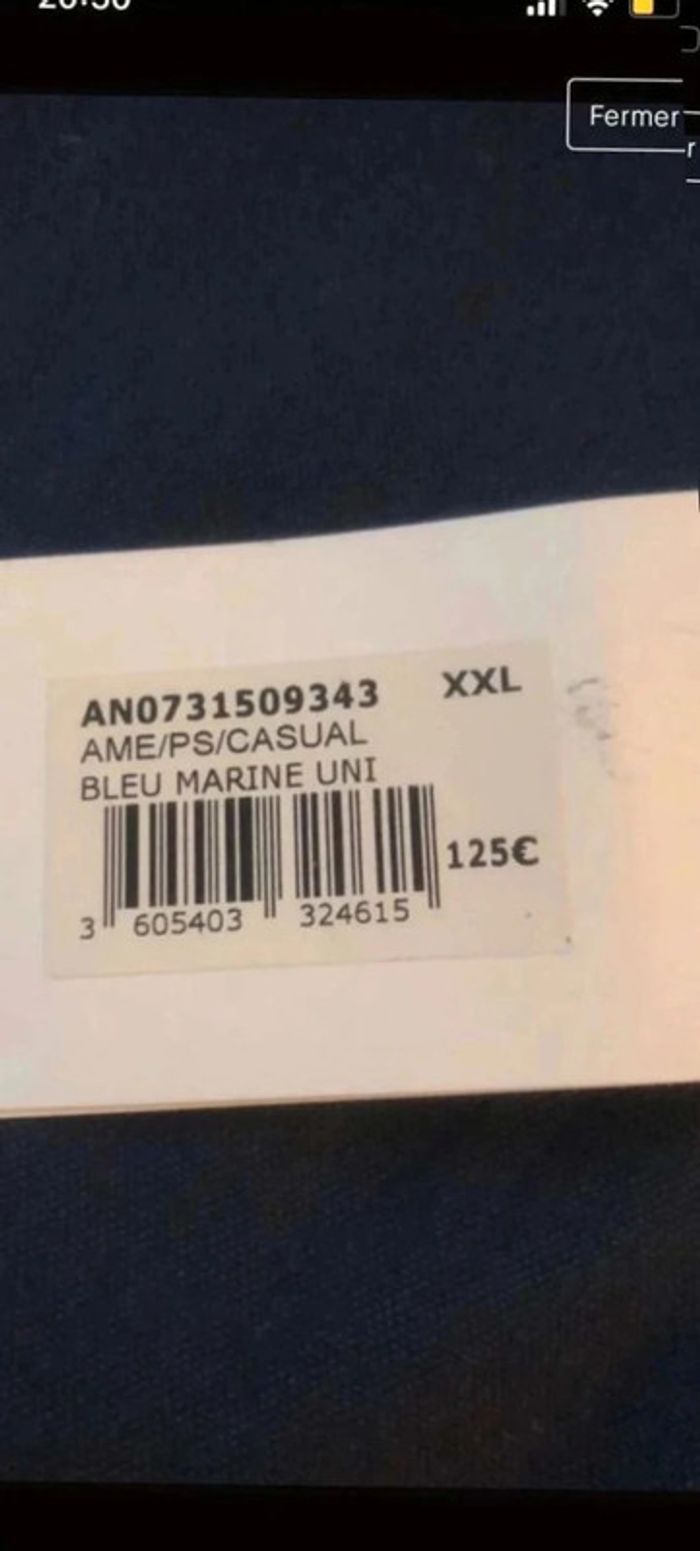 Fermer
AN0731509343 XXL
AME/PS/CASUAL
BLEU MARINE UNI
125€
3 605403 324615